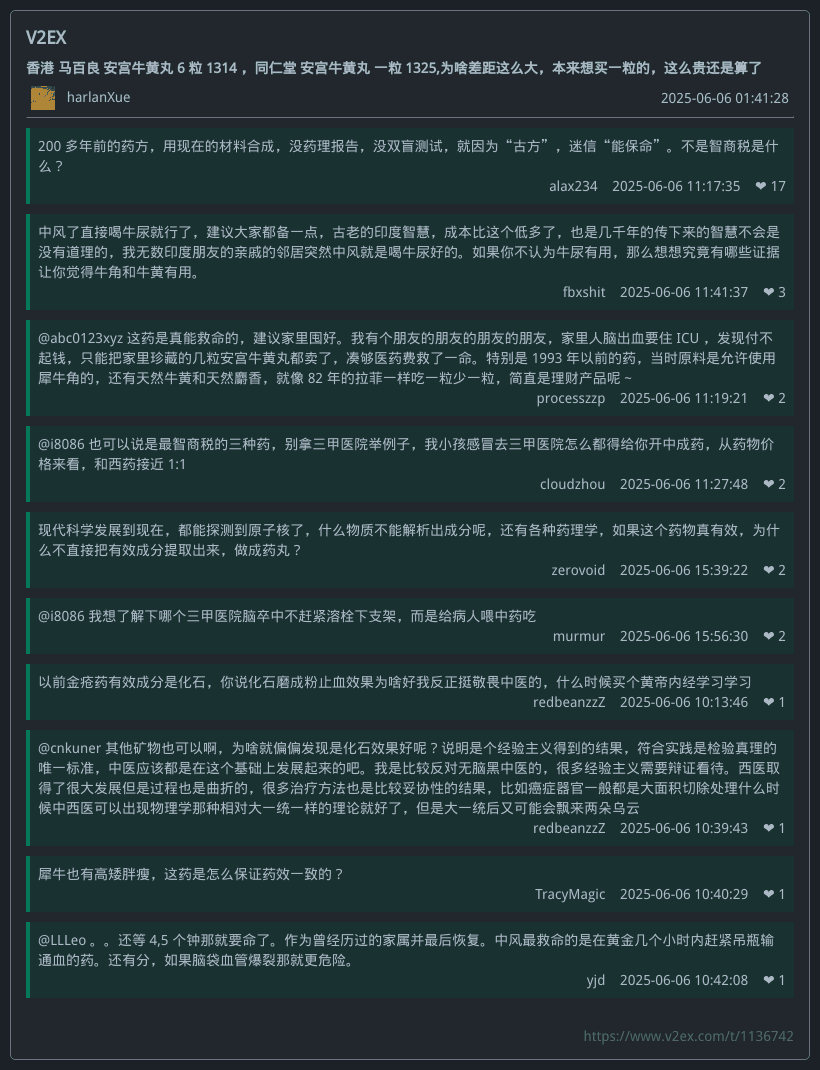 V2EX
香港 马百良 安宫牛黄丸 6 粒 1314 ，同仁堂 安宫牛黄丸 一粒 1325,为啥差距这么大，本来想买一粒的，这么贵还是算了
harlanXue 2025-06-06 01:41:28
200 多年前的药方，用现在的材料合成，没药理报告，没双盲测试，就因为“古方”，迷信“能保命”。不是智商税是什
么？
alax234 2025-06-06 11:17:35 ❤ 17
中风了直接喝牛尿就行了，建议大家都备一点，古老的印度智慧，成本比这个低多了，也是几千年的传下来的智慧不会是
没有道理的，我无数印度朋友的亲戚的邻居突然中风就是喝牛尿好的。如果你不认为牛尿有用，那么想想究竟有哪些证据
让你觉得牛角和牛黄有用。
fbxshit 2025-06-06 11:41:37 ❤ 3
@abc0123xyz 这药是真能救命的，建议家里囤好。我有个朋友的朋友的朋友的朋友，家里人脑出血要住 ICU ，发现付不
起钱，只能把家里珍藏的几粒安宫牛黄丸都卖了，凑够医药费救了一命。特别是 1993 年以前的药，当时原料是允许使用
犀牛角的，还有天然牛黄和天然麝香，就像 82 年的拉菲一样吃一粒少一粒，简直是理财产品呢 ~
processzzp 2025-06-06 11:19:21 ❤ 2
@i8086 也可以说是最智商税的三种药，别拿三甲医院举例子，我小孩感冒去三甲医院怎么都得给你开中成药，从药物价
格来看，和西药接近 1:1
cloudzhou 2025-06-06 11:27:48 ❤ 2
现代科学发展到现在，都能探测到原子核了，什么物质不能解析出成分呢，还有各种药理学，如果这个药物真有效，为什
么不直接把有效成分提取出来，做成药丸？
zerovoid 2025-06-06 15:39:22 ❤ 2
@i8086 我想了解下哪个三甲医院脑卒中不赶紧溶栓下支架，而是给病人喂中药吃
murmur 2025-06-06 15:56:30 ❤ 2
以前金疮药有效成分是化石，你说化石磨成粉止血效果为啥好我反正挺敬畏中医的，什么时候买个黄帝内经学习学习
redbeanzzZ 2025-06-06 10:13:46 ❤ 1
@cnkuner 其他矿物也可以啊，为啥就偏偏发现是化石效果好呢？说明是个经验主义得到的结果，符合实践是检验真理的
唯一标准，中医应该都是在这个基础上发展起来的吧。我是比较反对无脑黑中医的，很多经验主义需要辩证看待。西医取
得了很大发展但是过程也是曲折的，很多治疗方法也是比较妥协性的结果，比如癌症器官一般都是大面积切除处理什么时
候中西医可以出现物理学那种相对大一统一样的理论就好了，但是大一统后又可能会飘来两朵乌云
redbeanzzZ 2025-06-06 10:39:43 ❤ 1
犀牛也有高矮胖瘦，这药是怎么保证药效一致的？
TracyMagic 2025-06-06 10:40:29 ❤ 1
@LLLeo 。。还等 4,5 个钟那就要命了。作为曾经历过的家属并最后恢复。中风最救命的是在黄金几个小时内赶紧吊瓶输
通血的药。还有分，如果脑袋血管爆裂那就更危险。
yjd 2025-06-06 10:42:08 ❤ 1
https://www.v2ex.com/t/1136742